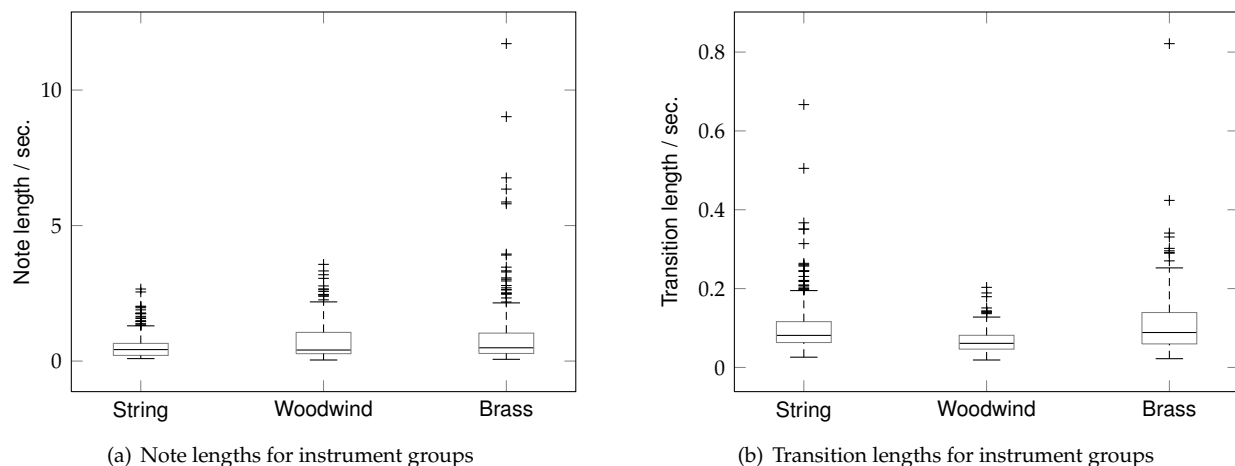 Note length / sec.
10
5
0
String Woodwind Brass
(a) Note lengths for instrument groups
Transition length / sec.
0.8
0.6
0.4
0.2
0
String Woodwind Brass
(b) Transition lengths for instrument groups